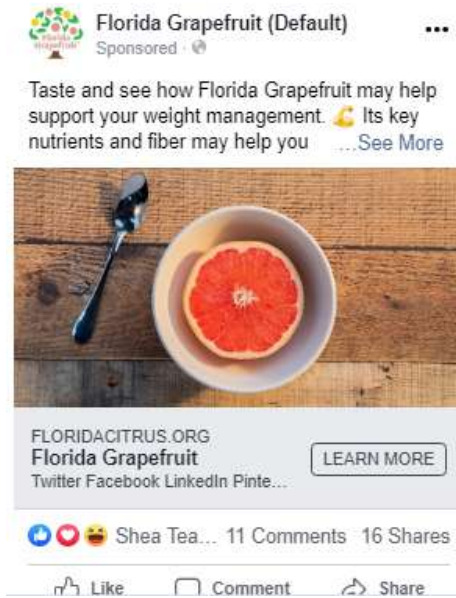 Florida Grapefruit (Default)
Sponsored ·
Taste and see how Florida Grapefruit may help
support your weight management. 💪 Its key
nutrients and fiber may help you ...See More
FLORIDACITRUS.ORG
Florida Grapefruit
LEARN MORE
Twitter Facebook LinkedIn Pinte...
Shea Tea... 11 Comments 16 Shares
Like Comment Share